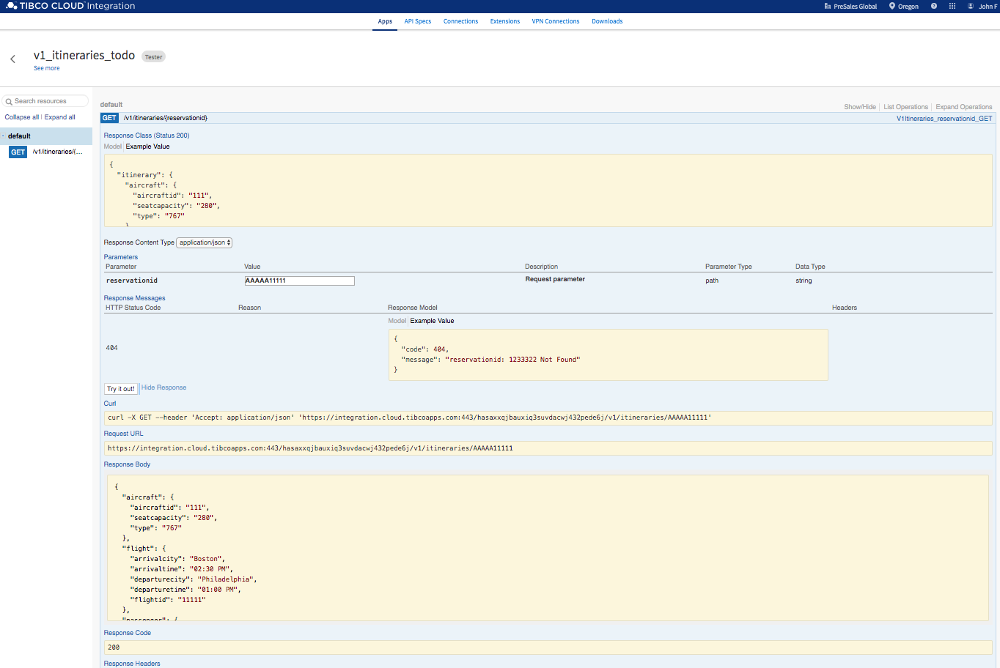 TIBCO CLOUD™ Integration
PreSales Global Oregon John F
Apps API Specs Connections Extensions VPN Connections Downloads
v1_itineraries_todo Tester
See more
Search resources
Collapse all | Expand all
default
GET /v1/itineraries/{...
default
Show/Hide List Operations Expand Operations
GET /v1/itineraries/{reservationid} V1Itineraries_reservationid_GET
Response Class (Status 200)
Model Example Value
{
"itinerary": {
"aircraft": {
"aircraftid": "111",
"seatcapacity": "280",
"type": "767"
}
Response Content Type application/json
Parameters
Parameter Value Description Parameter Type Data Type
reservationid AAAAA11111 Request parameter path string
Response Messages
HTTP Status Code Reason Response Model Headers
Model Example Value
404
{
"code": 404,
"message": "reservationid: 1233322 Not Found"
}
Try it out! Hide Response
Curl
curl -X GET --header 'Accept: application/json' 'https://integration.cloud.tibcoapps.com:443/hasaxxqjbauxiq3suvdacwj432pede6j/v1/itineraries/AAAAA11111'
Request URL
https://integration.cloud.tibcoapps.com:443/hasaxxqjbauxiq3suvdacwj432pede6j/v1/itineraries/AAAAA11111
Response Body
{
"aircraft": {
"aircraftid": "111",
"seatcapacity": "280",
"type": "767"
},
"flight": {
"arrivalcity": "Boston",
"arrivaltime": "02:30 PM",
"departurecity": "Philadelphia",
"departuretime": "01:00 PM",
"flightid": "11111"
},
"passenger": {
Response Code
200
Response Headers